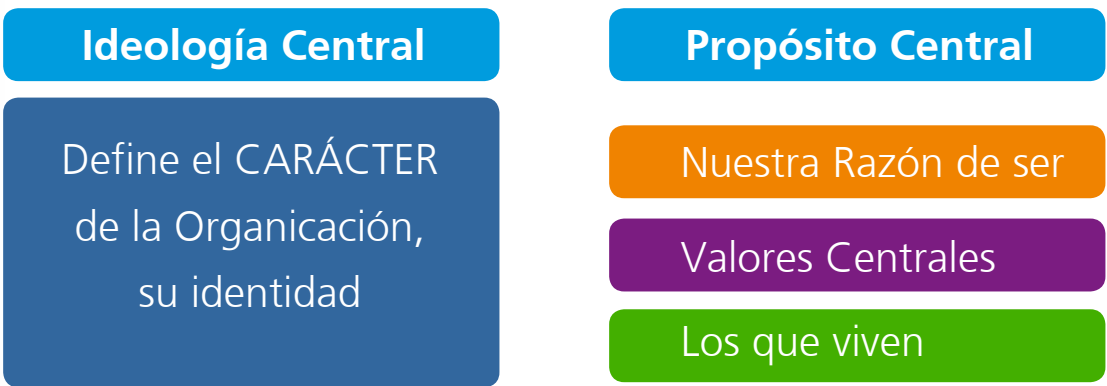 Ideología Central
Define el CARÁCTER
de la Organicación,
su identidad
Propósito Central
Nuestra Razón de ser
Valores Centrales
Los que viven